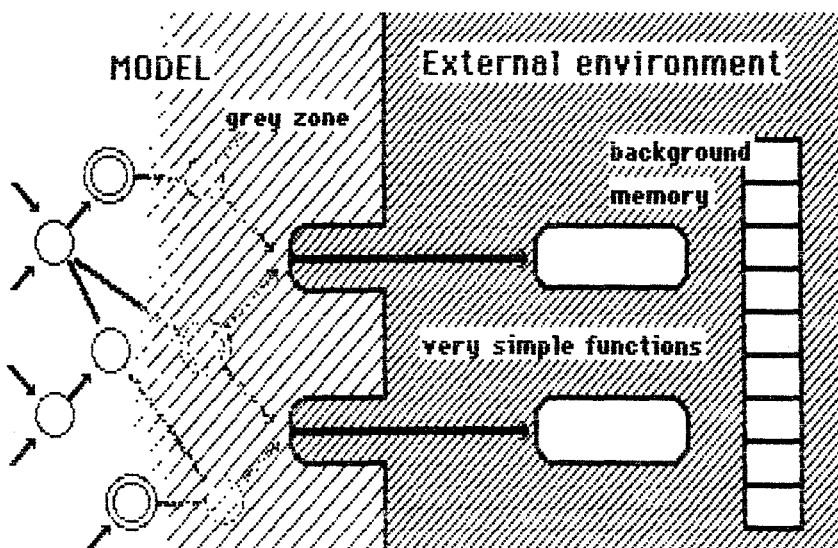 MODEL
External environment
grey zone
background
memory
very simple functions